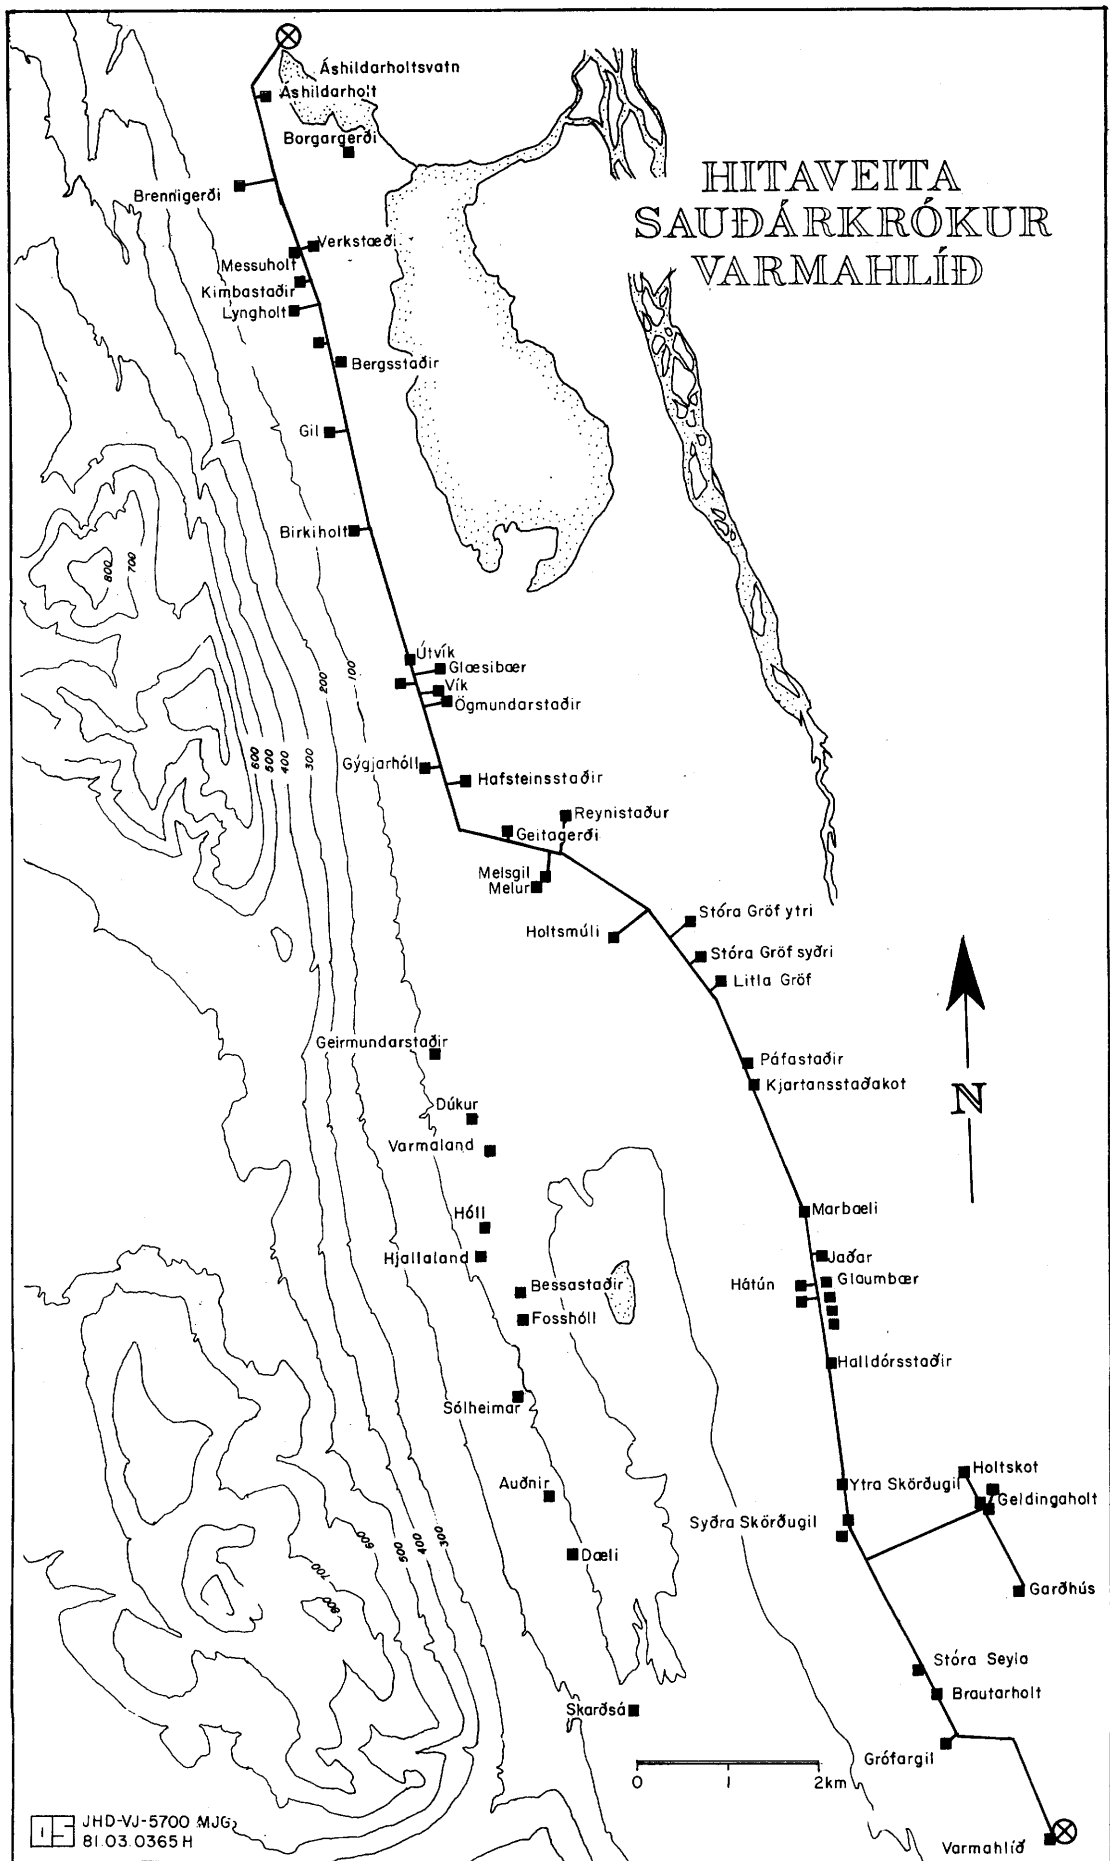 Áshildarholtsvatn
Áshildarholt
Borgargerði
HITAVEITA
SAUÐÁRKRÓKUR
VARMAHLÍÐ
Brennigerði
Verkstæði
Messuholt
Kimbastaðir
Lyngholt
Bergsstaðir
Gil
Birkiholt
800
700
Útvík
Glæsibær
Vík
Ögmundarstaðir
200
100
600
500
400
300
Gýgjarhóll
Hafsteinsstaðir
Reynistaður
Geitagerði
Melsgil
Melur
Holtsmúli
Stóra Gröf ytri
Stóra Gröf syðri
Litla Gröf
Geirmundarstaðir
Páfastaðir
Kjartansstaðakot
N
Dúkur
Varmaland
Marbæli
Hóll
Hjallaland
Jaðar
Bessastaðir
Hátún
Glaumbær
Fosshóll
Halldórsstaðir
Sólheimar
Holtskot
Auðnir
Ytra Skörðugil
Geldingaholt
Syðra Skörðugil
600
500
400
300
Dæli
700
800
Garðhús
Stóra Seyla
Brautarholt
Skarðsá
Grófargil
0 1 2km
OS JHD-VJ-5700 MJG
81.03.0365 H
Varmahlíð